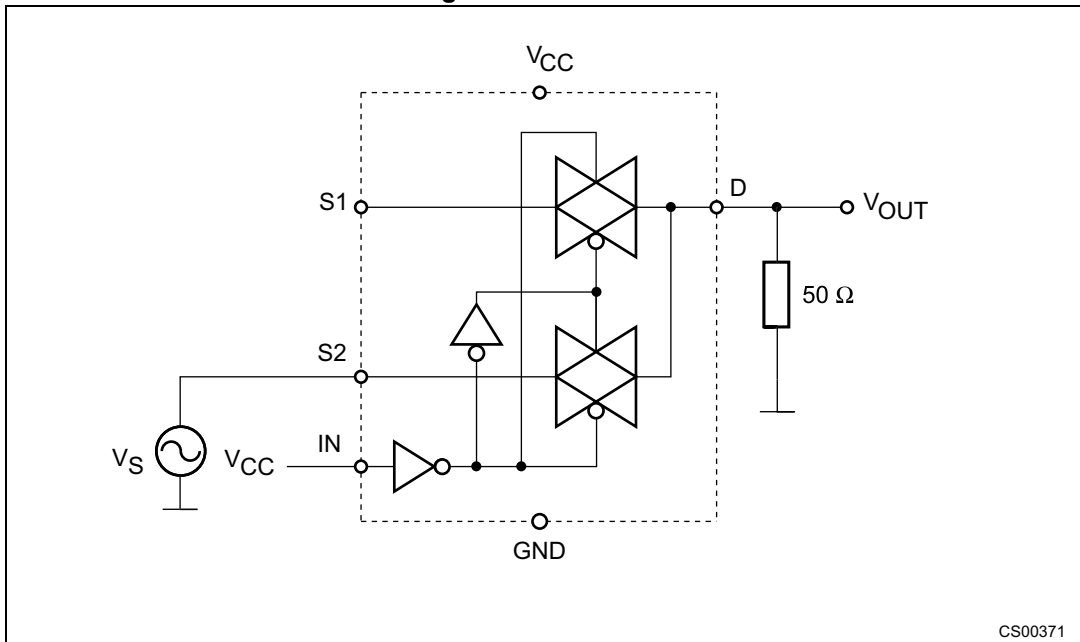 VCC
S1
D
VOUT
50 Ω
S2
IN
VS
VCC
GND
CS00371